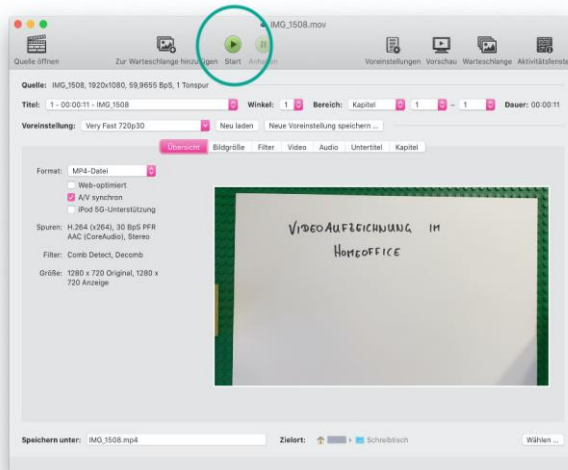 IMG_1508.mov
Quelle öffnen
Zur Warteschlange hinzufügen
Start
Anhalten
Voreinstellungen
Vorschau
Warteschlange
Aktivitätsfenster
Quelle: IMG_1508, 1920x1080, 59,9655 BpS, 1 Tonspur
Titel: 1 - 00:00:11 - IMG_1508 Winkel: 1 Bereich: Kapitel 1 – 1 Dauer: 00:00:11
Voreinstellung: Very Fast 720p30 Neu laden Neue Voreinstellung speichern ...
Übersicht Bildgröße Filter Video Audio Untertitel Kapitel
Format: MP4-Datei
Web-optimiert
A/V synchron
iPod 5G-Unterstützung
Spuren: H.264 (x264), 30 BpS PFR
AAC (CoreAudio), Stereo
Filter: Comb Detect, Decomb
Größe: 1280 x 720 Original, 1280 x
720 Anzeige
VIDEOAUFZEICHNUNG IM
HOMEOFFICE
Speichern unter: IMG_1508.mp4 Zielort: Schreibtisch Wählen ...